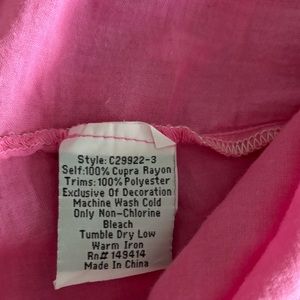 Style: C29922-3
Self:100% Cupra Rayon
Trims: 100% Polyester
Exclusive Of Decoration
Machine Wash Cold
Only Non-Chlorine
Bleach
Tumble Dry Low
Warm Iron
Rn# 149414
Made In China